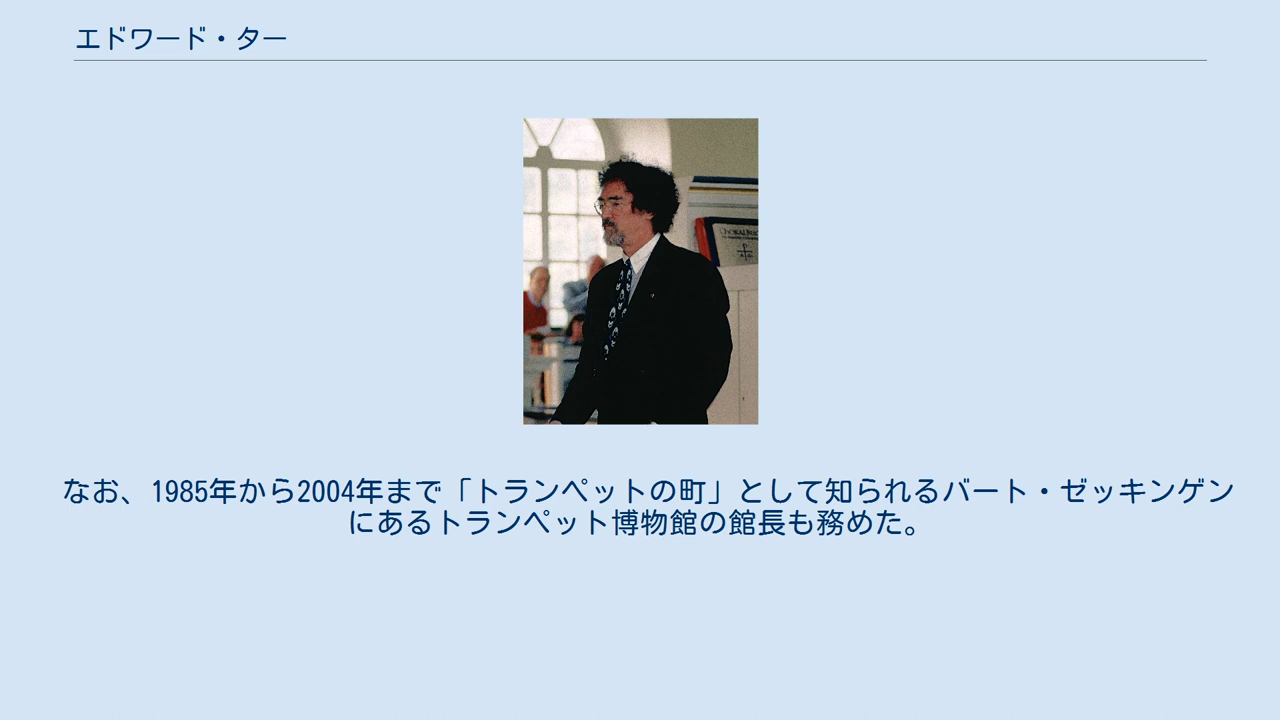 エドワード・ター
なお、1985年から2004年まで「トランペットの町」として知られるバート・ゼッキンゲン
にあるトランペット博物館の館長も務めた。